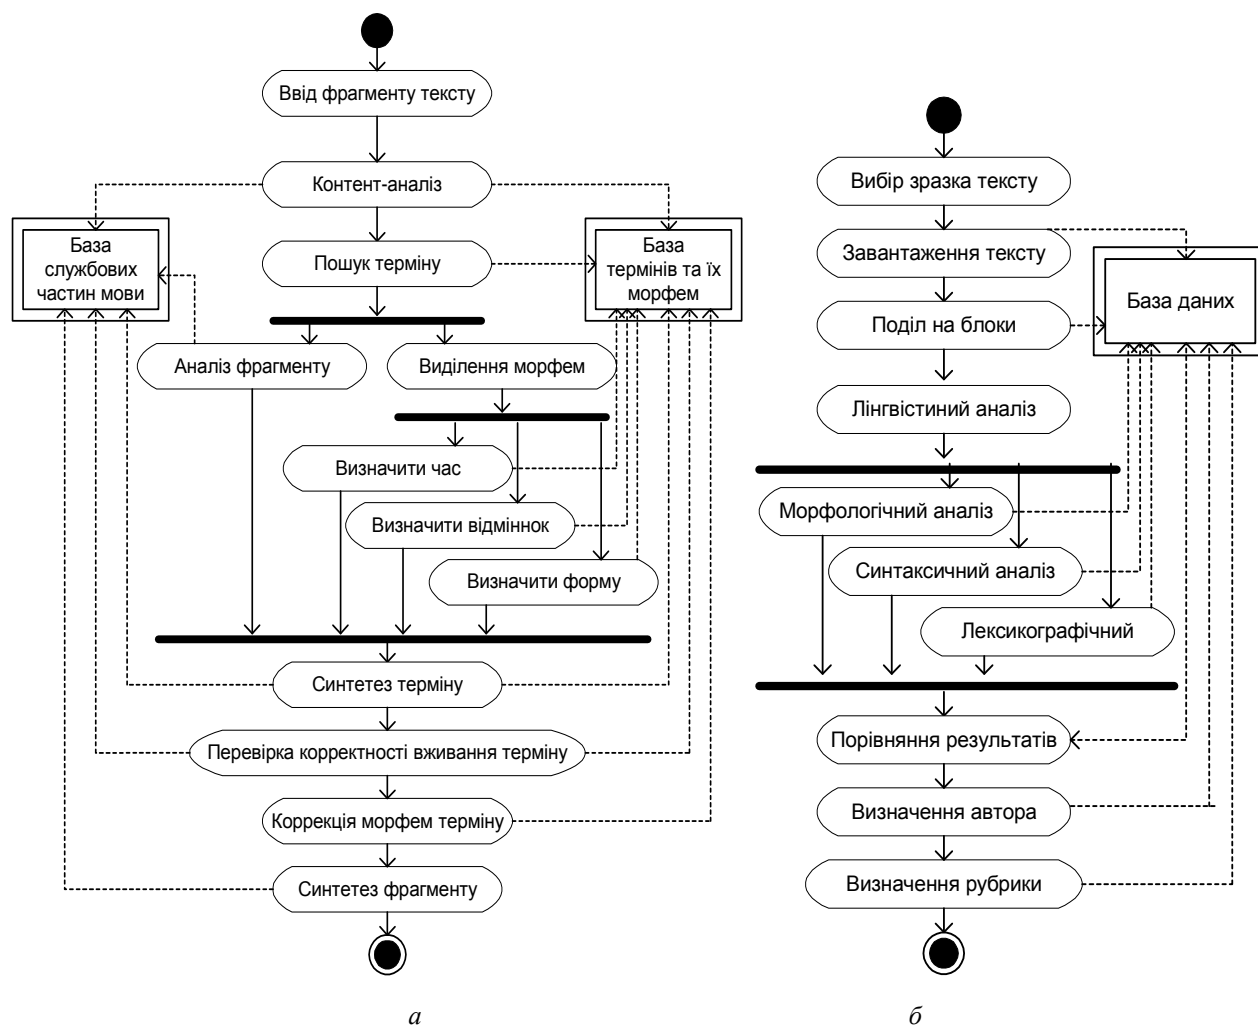 Ввід фрагменту тексту
Контент-аналіз
База
службових
частин мови
Пошук терміну
База
термінів та їх
морфем
Аналіз фрагменту
Виділення морфем
Визначити час
Визначити відміннок
Визначити форму
Синтетез терміну
Перевірка корректності вживання терміну
Коррекція морфем терміну
Синтетез фрагменту
а
Вибір зразка тексту
Завантаження тексту
База даних
Поділ на блоки
Лінгвістиний аналіз
Морфологічний аналіз
Синтаксичний аналіз
Лексикографічний
Порівняння результатів
Визначення автора
Визначення рубрики
б